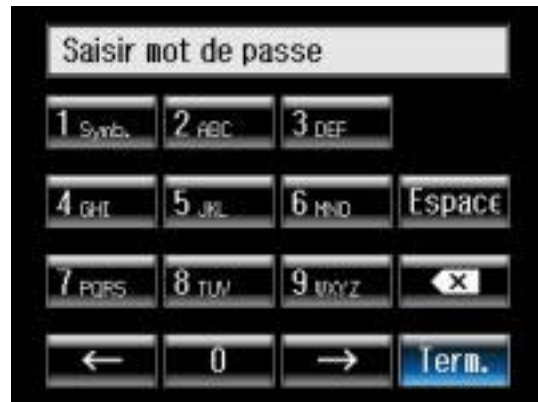 Saisir mot de passe
1 Symb. 2 ABC 3 DEF
4 GHI 5 JKL 6 MNO Espace
7 PQRS 8 TUV 9 WXYZ
← 0 → Term.